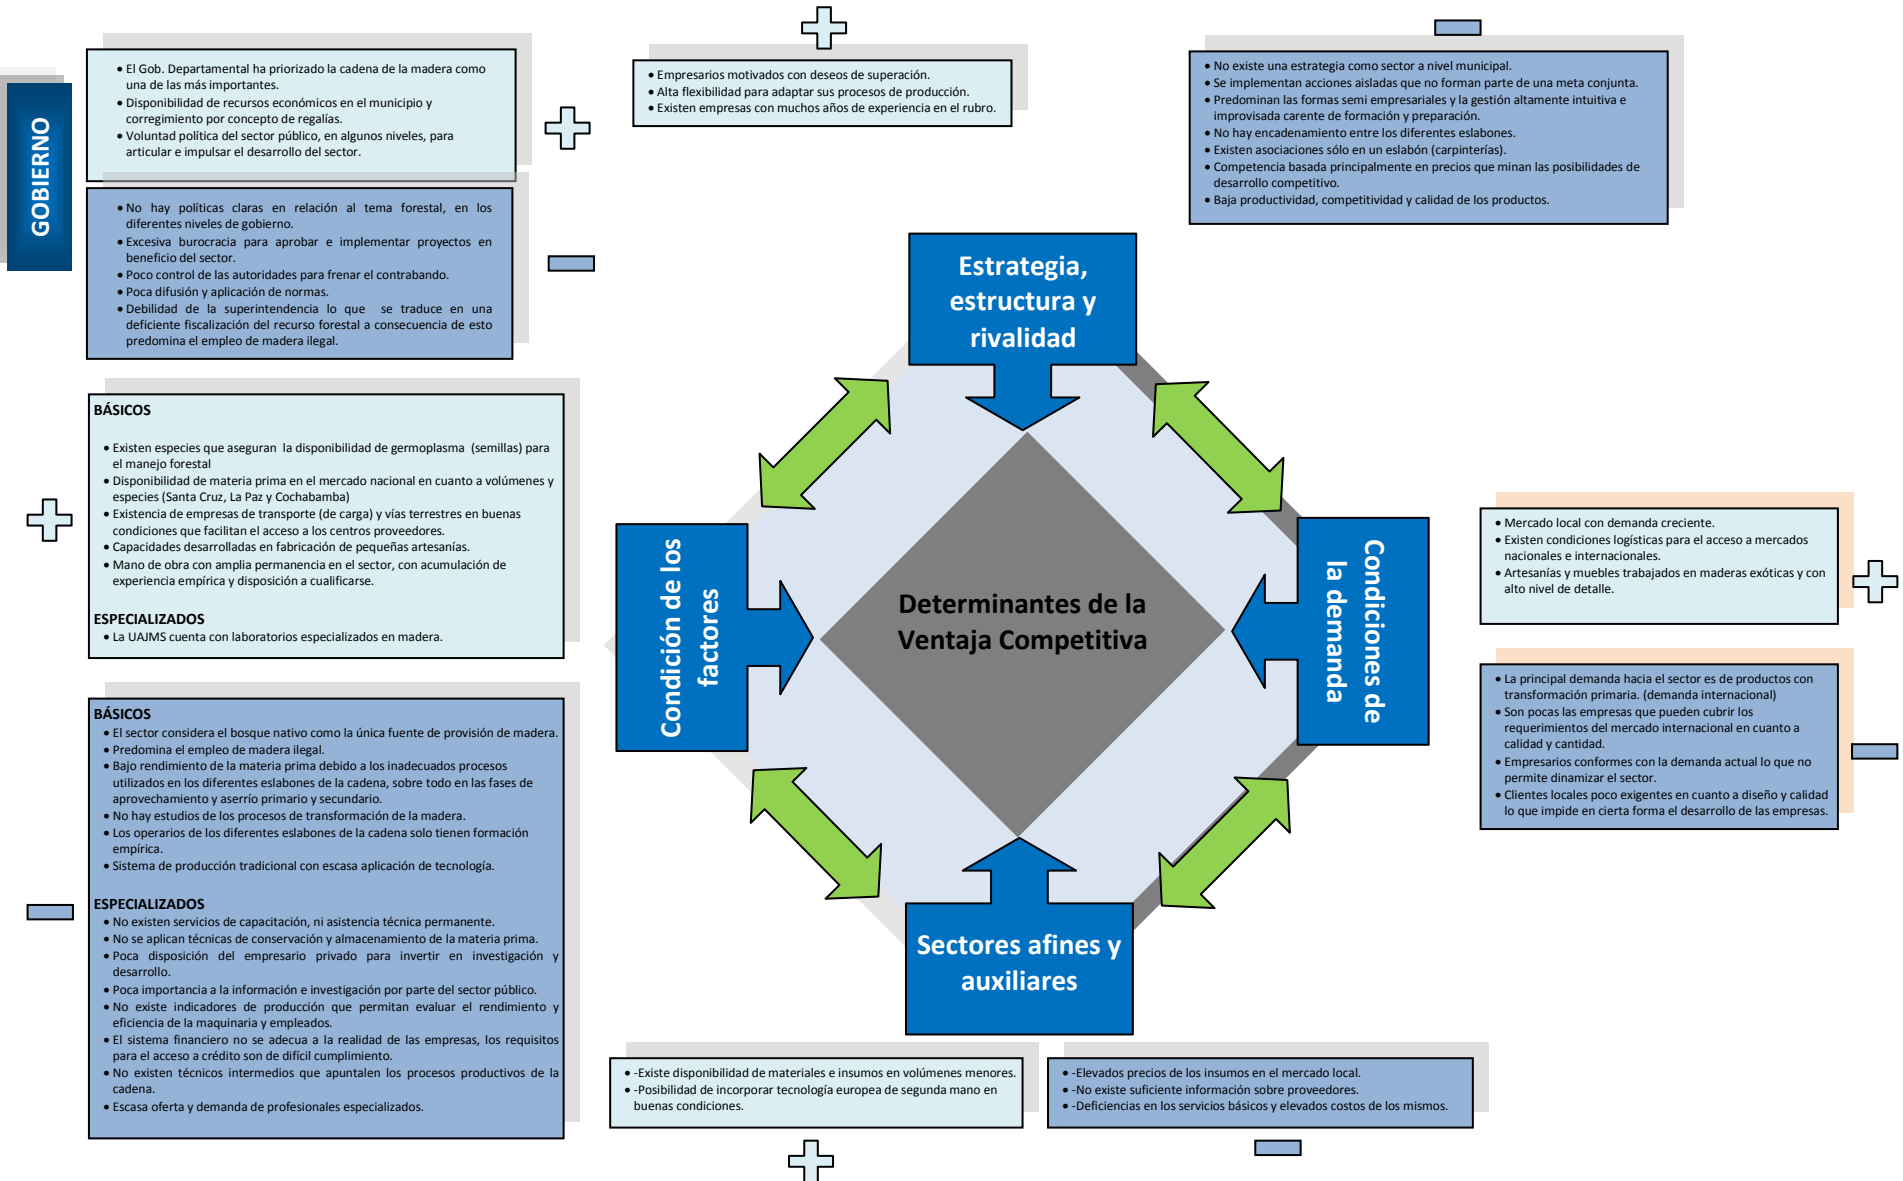 GOBIERNO
• El Gob. Departamental ha priorizado la cadena de la madera como
una de las más importantes.
• Disponibilidad de recursos económicos en el municipio y
corregimiento por concepto de regalías.
• Voluntad política del sector público, en algunos niveles, para
articular e impulsar el desarrollo del sector.
• No hay políticas claras en relación al tema forestal, en los
diferentes niveles de gobierno.
• Excesiva burocracia para aprobar e implementar proyectos en
beneficio del sector.
• Poco control de las autoridades para frenar el contrabando.
• Poca difusión y aplicación de normas.
• Debilidad de la superintendencia lo que se traduce en una
deficiente fiscalización del recurso forestal a consecuencia de esto
predomina el empleo de madera ilegal.
• Empresarios motivados con deseos de superación.
• Alta flexibilidad para adaptar sus procesos de producción.
• Existen empresas con muchos años de experiencia en el rubro.
• No existe una estrategia como sector a nivel municipal.
• Se implementan acciones aisladas que no forman parte de una meta conjunta.
• Predominan las formas semi empresariales y la gestión altamente intuitiva e
improvisada carente de formación y preparación.
• No hay encadenamiento entre los diferentes eslabones.
• Existen asociaciones sólo en un eslabón (carpinterías).
• Competencia basada principalmente en precios que minan las posibilidades de
desarrollo competitivo.
• Baja productividad, competitividad y calidad de los productos.
Estrategia,
estructura y
rivalidad
BÁSICOS
• Existen especies que aseguran la disponibilidad de germoplasma (semillas) para
el manejo forestal
• Disponibilidad de materia prima en el mercado nacional en cuanto a volúmenes y
especies (Santa Cruz, La Paz y Cochabamba)
• Existencia de empresas de transporte (de carga) y vías terrestres en buenas
condiciones que facilitan el acceso a los centros proveedores.
• Capacidades desarrolladas en fabricación de pequeñas artesanías.
• Mano de obra con amplia permanencia en el sector, con acumulación de
experiencia empírica y disposición a cualificarse.
ESPECIALIZADOS
• La UAJMS cuenta con laboratorios especializados en madera.
BÁSICOS
• El sector considera el bosque nativo como la única fuente de provisión de madera.
• Predomina el empleo de madera ilegal.
• Bajo rendimiento de la materia prima debido a los inadecuados procesos
utilizados en los diferentes eslabones de la cadena, sobre todo en las fases de
aprovechamiento y aserrío primario y secundario.
• No hay estudios de los procesos de transformación de la madera.
• Los operarios de los diferentes eslabones de la cadena solo tienen formación
empírica.
• Sistema de producción tradicional con escasa aplicación de tecnología.
ESPECIALIZADOS
• No existen servicios de capacitación, ni asistencia técnica permanente.
• No se aplican técnicas de conservación y almacenamiento de la materia prima.
• Poca disposición del empresario privado para invertir en investigación y
desarrollo.
• Poca importancia a la información e investigación por parte del sector público.
• No existe indicadores de producción que permitan evaluar el rendimiento y
eficiencia de la maquinaria y empleados.
• El sistema financiero no se adecua a la realidad de las empresas, los requisitos
para el acceso a crédito son de difícil cumplimiento.
• No existen técnicos intermedios que apuntalen los procesos productivos de la
cadena.
• Escasa oferta y demanda de profesionales especializados.
Condición de los
factores
Determinantes de la
Ventaja Competitiva
Condiciones de
la demanda
• Mercado local con demanda creciente.
• Existen condiciones logísticas para el acceso a mercados
nacionales e internacionales.
• Artesanías y muebles trabajados en maderas exóticas y con
alto nivel de detalle.
• La principal demanda hacia el sector es de productos con
transformación primaria. (demanda internacional)
• Son pocas las empresas que pueden cubrir los
requerimientos del mercado internacional en cuanto a
calidad y cantidad.
• Empresarios conformes con la demanda actual lo que no
permite dinamizar el sector.
• Clientes locales poco exigentes en cuanto a diseño y calidad
lo que impide en cierta forma el desarrollo de las empresas.
Sectores afines y
auxiliares
• -Existe disponibilidad de materiales e insumos en volúmenes menores.
• -Posibilidad de incorporar tecnología europea de segunda mano en
buenas condiciones.
• -Elevados precios de los insumos en el mercado local.
• -No existe suficiente información sobre proveedores.
• -Deficiencias en los servicios básicos y elevados costos de los mismos.